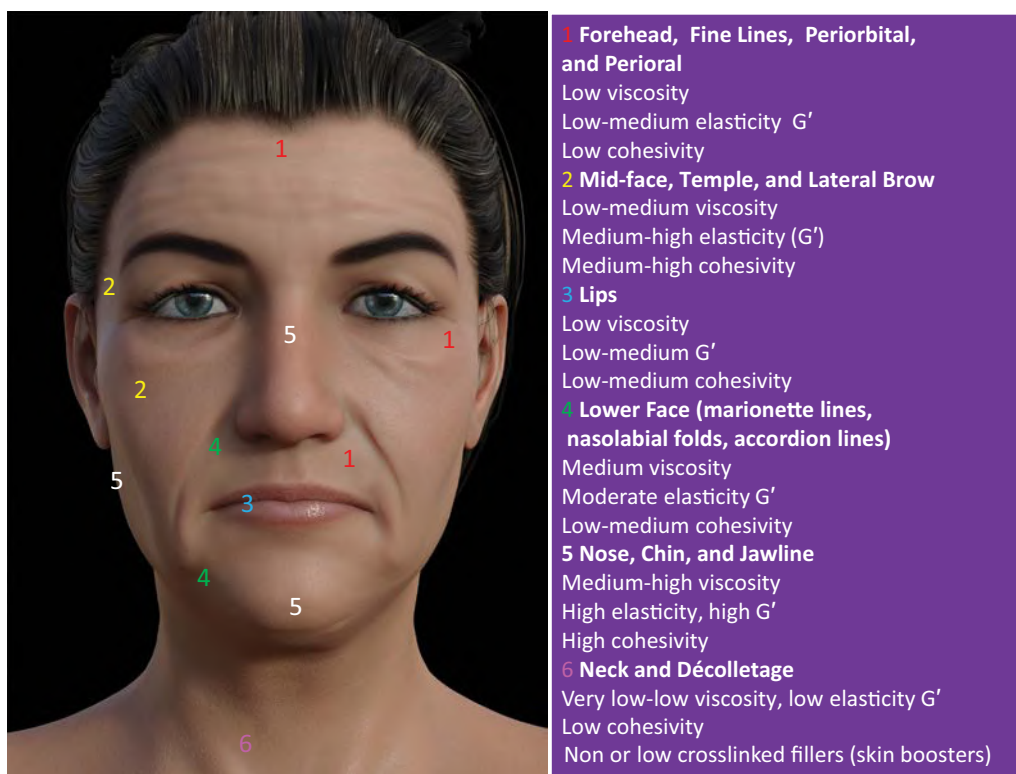 1
2
5
1
2
4
1
5
3
4
5
6
1 Forehead, Fine Lines, Periorbital,
and Perioral
Low viscosity
Low-medium elasticity G′
Low cohesivity
2 Mid-face, Temple, and Lateral Brow
Low-medium viscosity
Medium-high elasticity (G′)
Medium-high cohesivity
3 Lips
Low viscosity
Low-medium G′
Low-medium cohesivity
4 Lower Face (marionette lines,
nasolabial folds, accordion lines)
Medium viscosity
Moderate elasticity G′
Low-medium cohesivity
5 Nose, Chin, and Jawline
Medium-high viscosity
High elasticity, high G′
High cohesivity
6 Neck and Décolletage
Very low-low viscosity, low elasticity G′
Low cohesivity
Non or low crosslinked fillers (skin boosters)